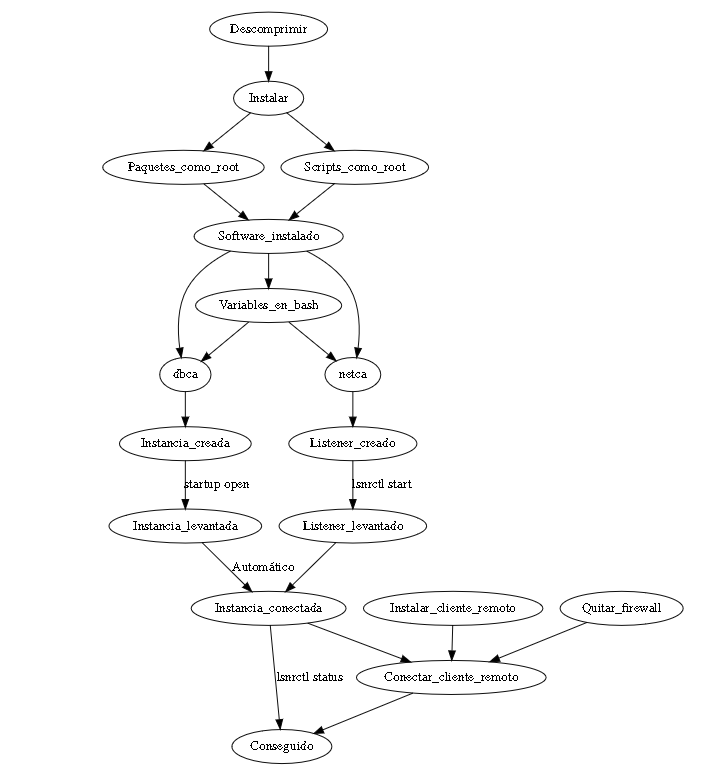 Descomprimir
Instalar
Paquetes_como_root
Scripts_como_root
Software_instalado
Variables_en_bash
dbca
netca
Instancia_creada
Listener_creado
startup open
lsnrctl start
Instancia_levantada
Listener_levantado
Automático
Instancia_conectada
Instalar_cliente_remoto
Quitar_firewall
lsnrctl status
Conectar_cliente_remoto
Conseguido